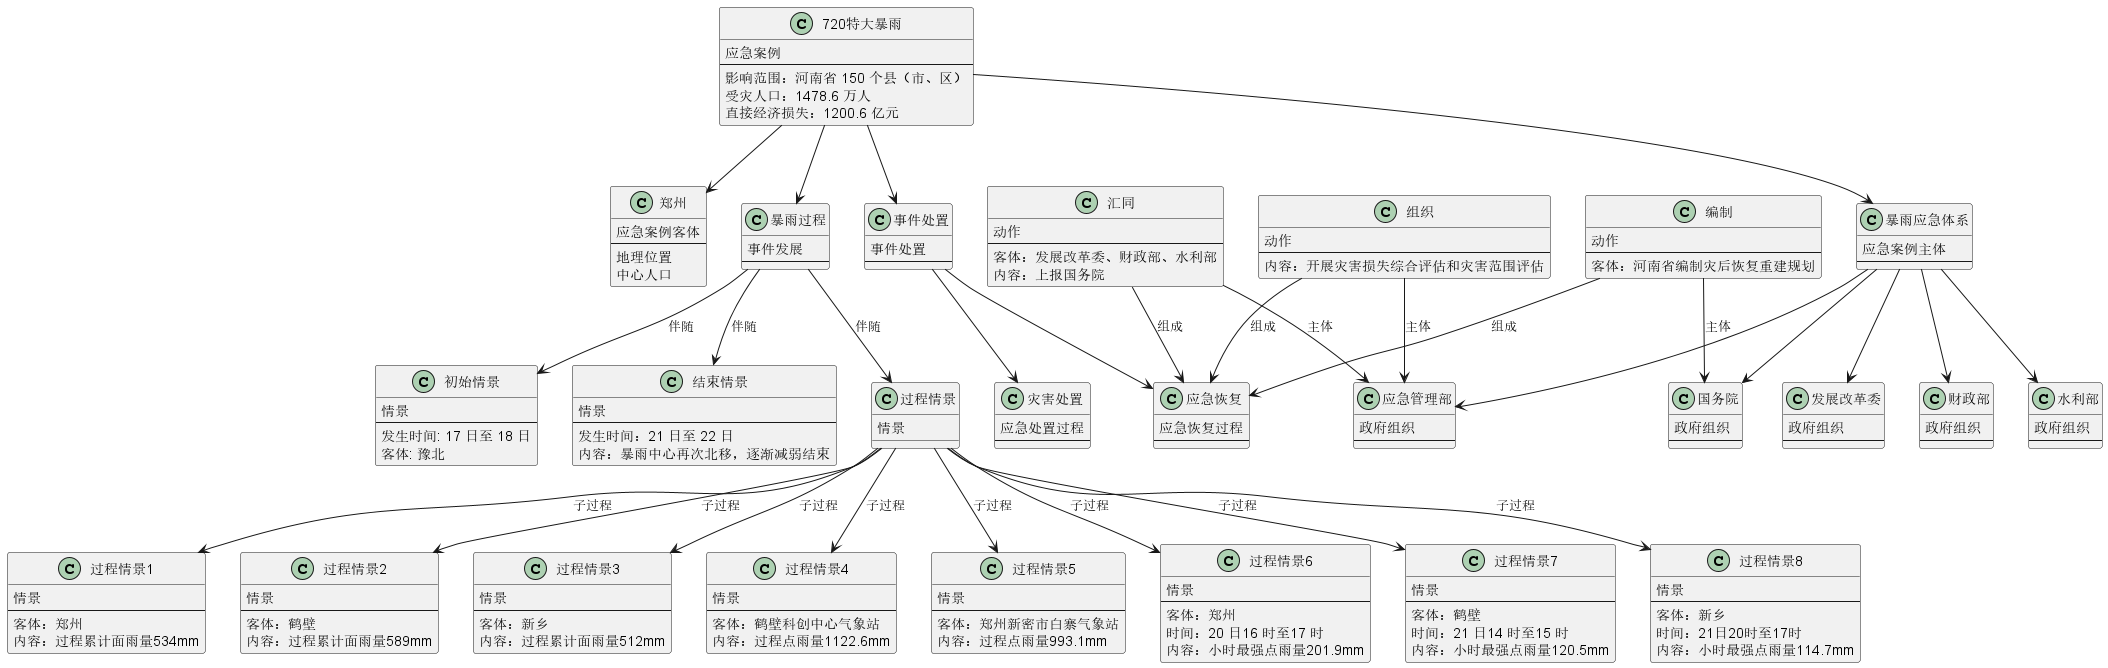 C 720特大暴雨
应急案例
影响范围：河南省 150 个县（市、区）
受灾人口：1478.6 万人
直接经济损失：1200.6 亿元
C 郑州
应急案例客体
地理位置
中心人口
C 暴雨过程
事件发展
C 事件处置
事件处置
C 汇同
动作
客体：发展改革委、财政部、水利部
内容：上报国务院
C 组织
动作
内容：开展灾害损失综合评估和灾害范围评估
C 编制
动作
客体：河南省编制灾后恢复重建规划
C 暴雨应急体系
应急案例主体
伴随
伴随
伴随
组成
组成
主体
主体
组成
主体
C 初始情景
情景
发生时间: 17 日至 18 日
客体: 豫北
C 结束情景
情景
发生时间：21 日至 22 日
内容：暴雨中心再次北移，逐渐减弱结束
C 过程情景
情景
C 灾害处置
应急处置过程
C 应急恢复
应急恢复过程
C 应急管理部
政府组织
C 国务院
政府组织
C 发展改革委
政府组织
C 财政部
政府组织
C 水利部
政府组织
子过程
子过程
子过程
子过程
子过程
子过程
子过程
子过程
C 过程情景1
情景
客体：郑州
内容：过程累计面雨量534mm
C 过程情景2
情景
客体：鹤壁
内容：过程累计面雨量589mm
C 过程情景3
情景
客体：新乡
内容：过程累计面雨量512mm
C 过程情景4
情景
客体：鹤壁科创中心气象站
内容：过程点雨量1122.6mm
C 过程情景5
情景
客体：郑州新密市白寨气象站
内容：过程点雨量993.1mm
C 过程情景6
情景
客体：郑州
时间：20 日16 时至17 时
内容：小时最强点雨量201.9mm
C 过程情景7
情景
客体：鹤壁
时间：21 日14 时至15 时
内容：小时最强点雨量120.5mm
C 过程情景8
情景
客体：新乡
时间：21日20时至17时
内容：小时最强点雨量114.7mm